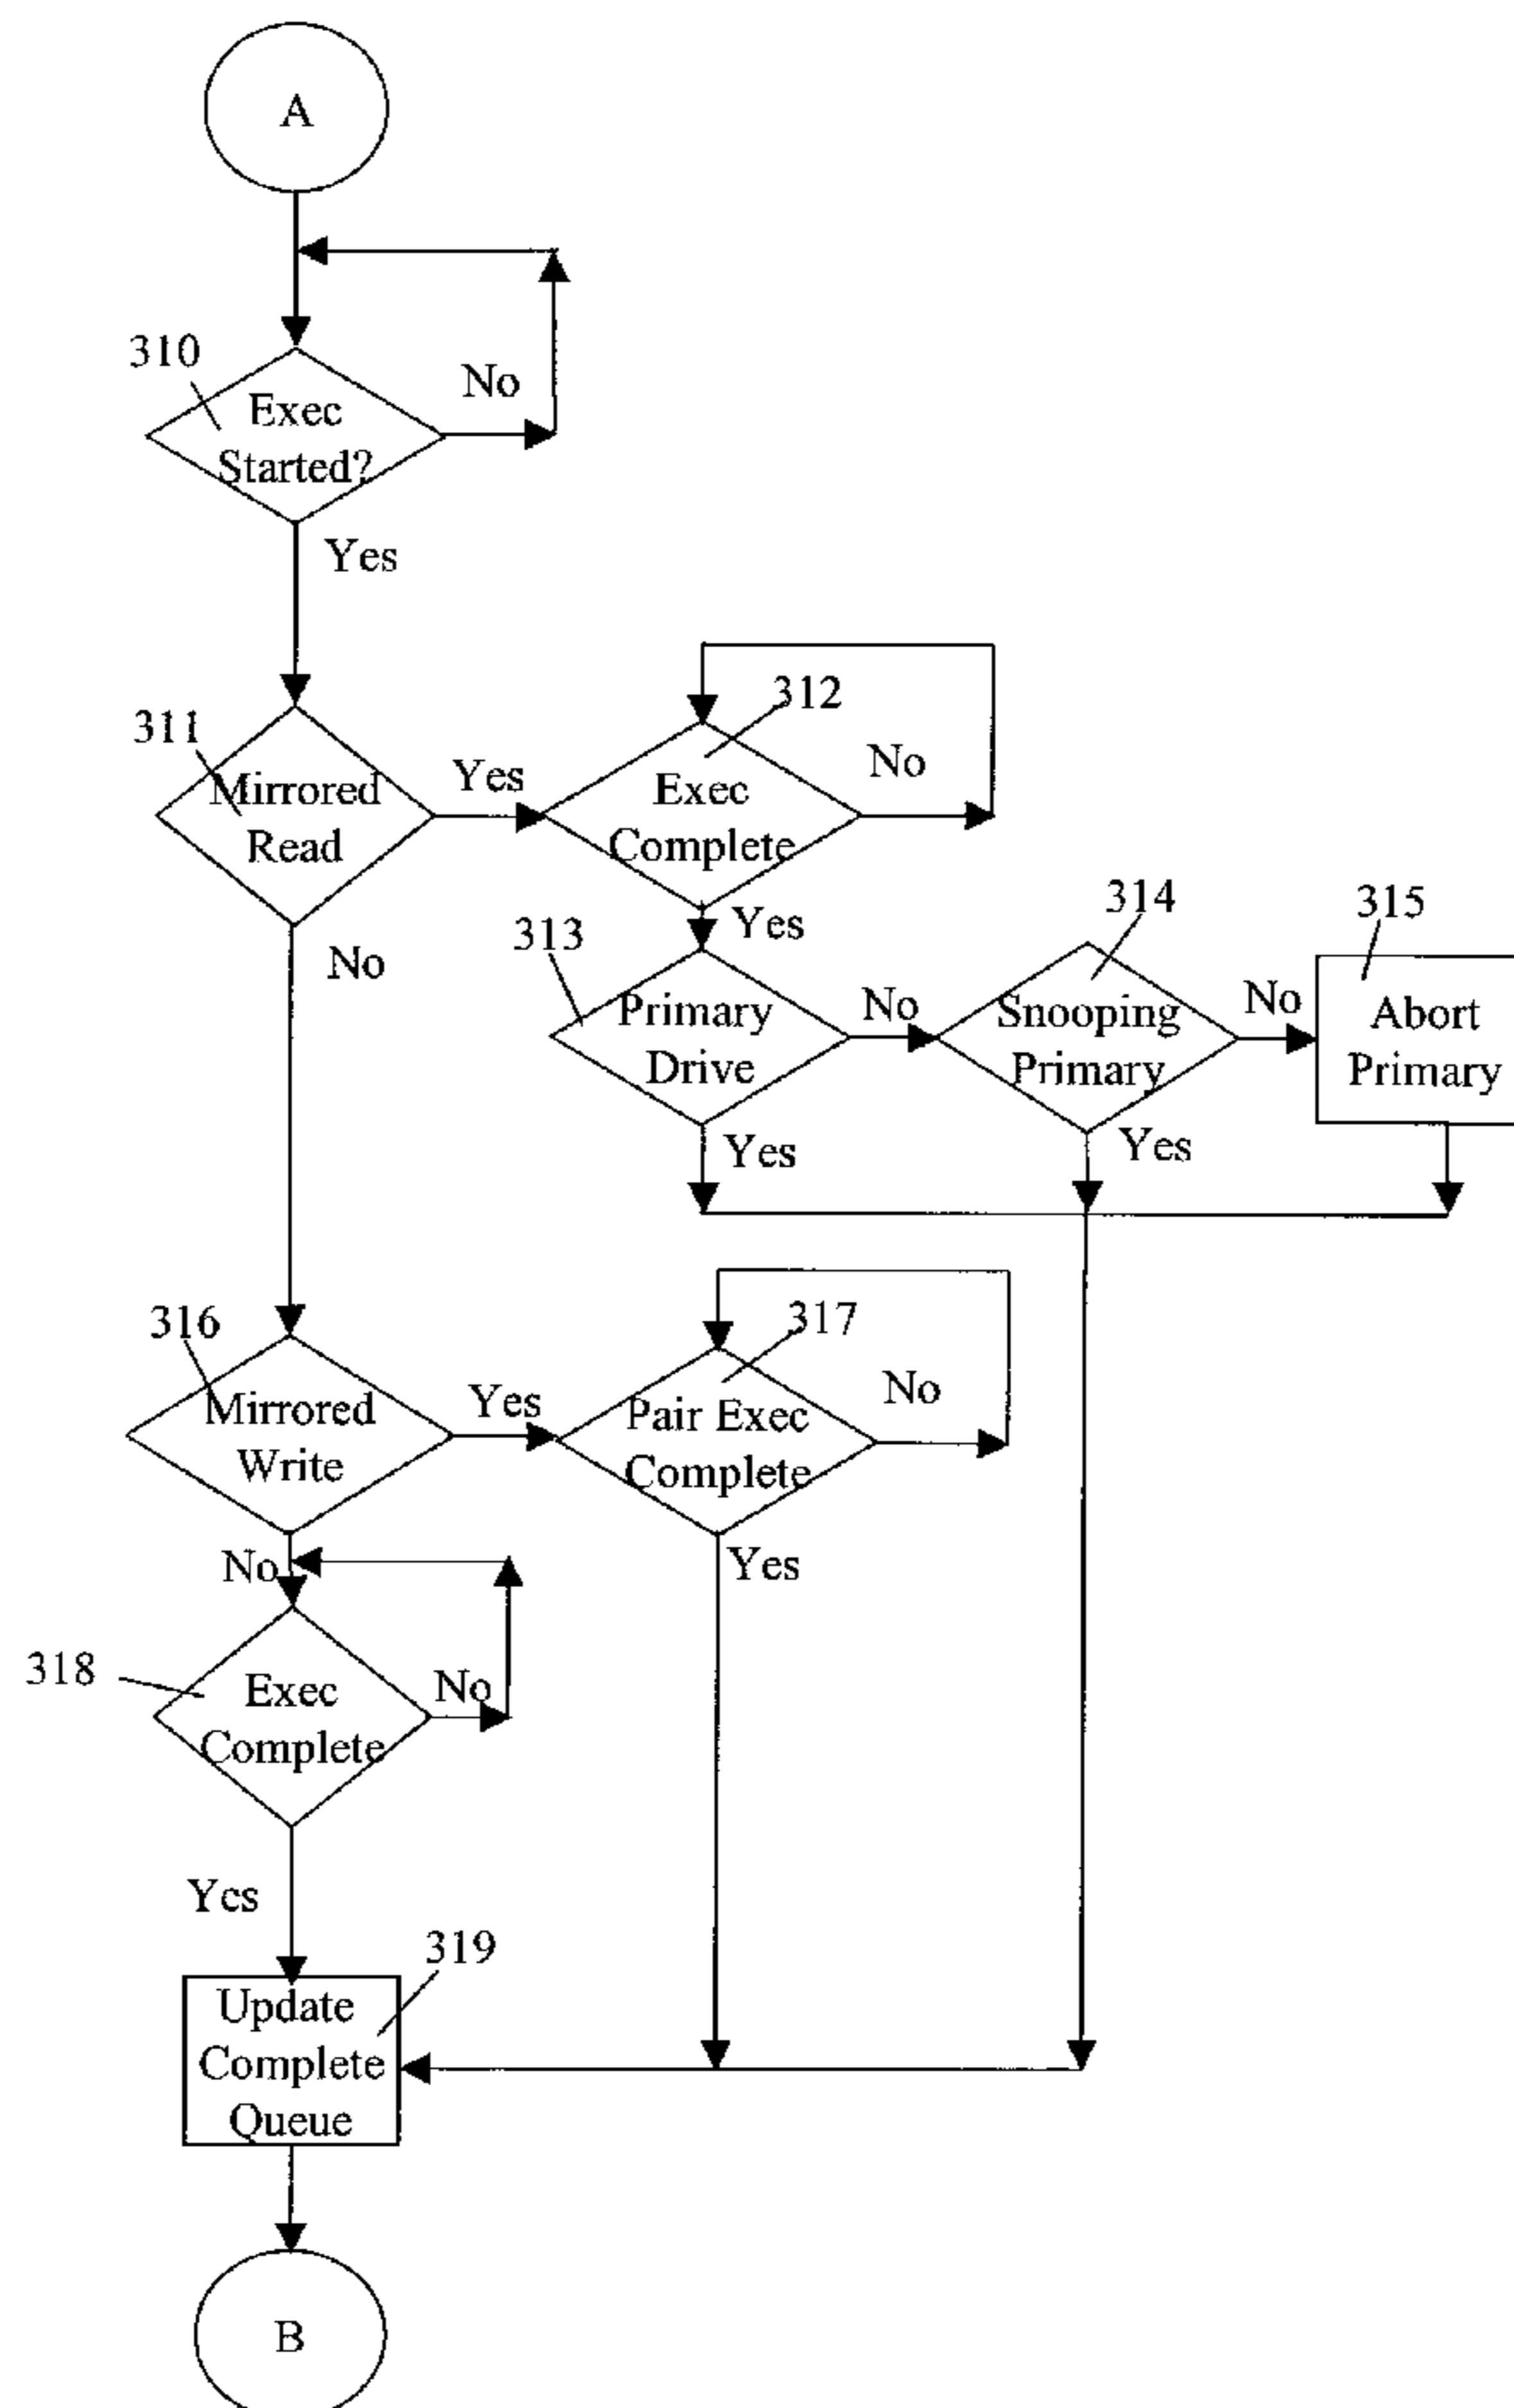 A
310
Exec
Started?
No
Yes
311
Mirrored
Read
Yes
312
Exec
Complete
No
Yes
No
313
Primary
Drive
No
Yes
314
Snooping
Primary
No
Yes
315
Abort
Primary
316
Mirrored
Write
Yes
No
317
Pair Exec
Complete
No
Yes
318
Exec
Complete
No
Yes
319
Update
Complete
Queue
B